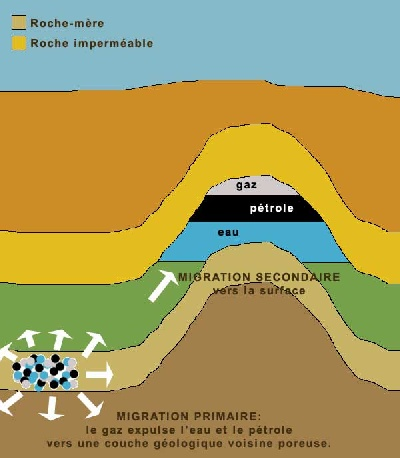 Roche-mère
Roche imperméable
gaz
pétrole
eau
MIGRATION SECONDAIRE
vers la surface
MIGRATION PRIMAIRE:
le gaz expulse l'eau et le pétrole
vers une couche géologique voisine poreuse.